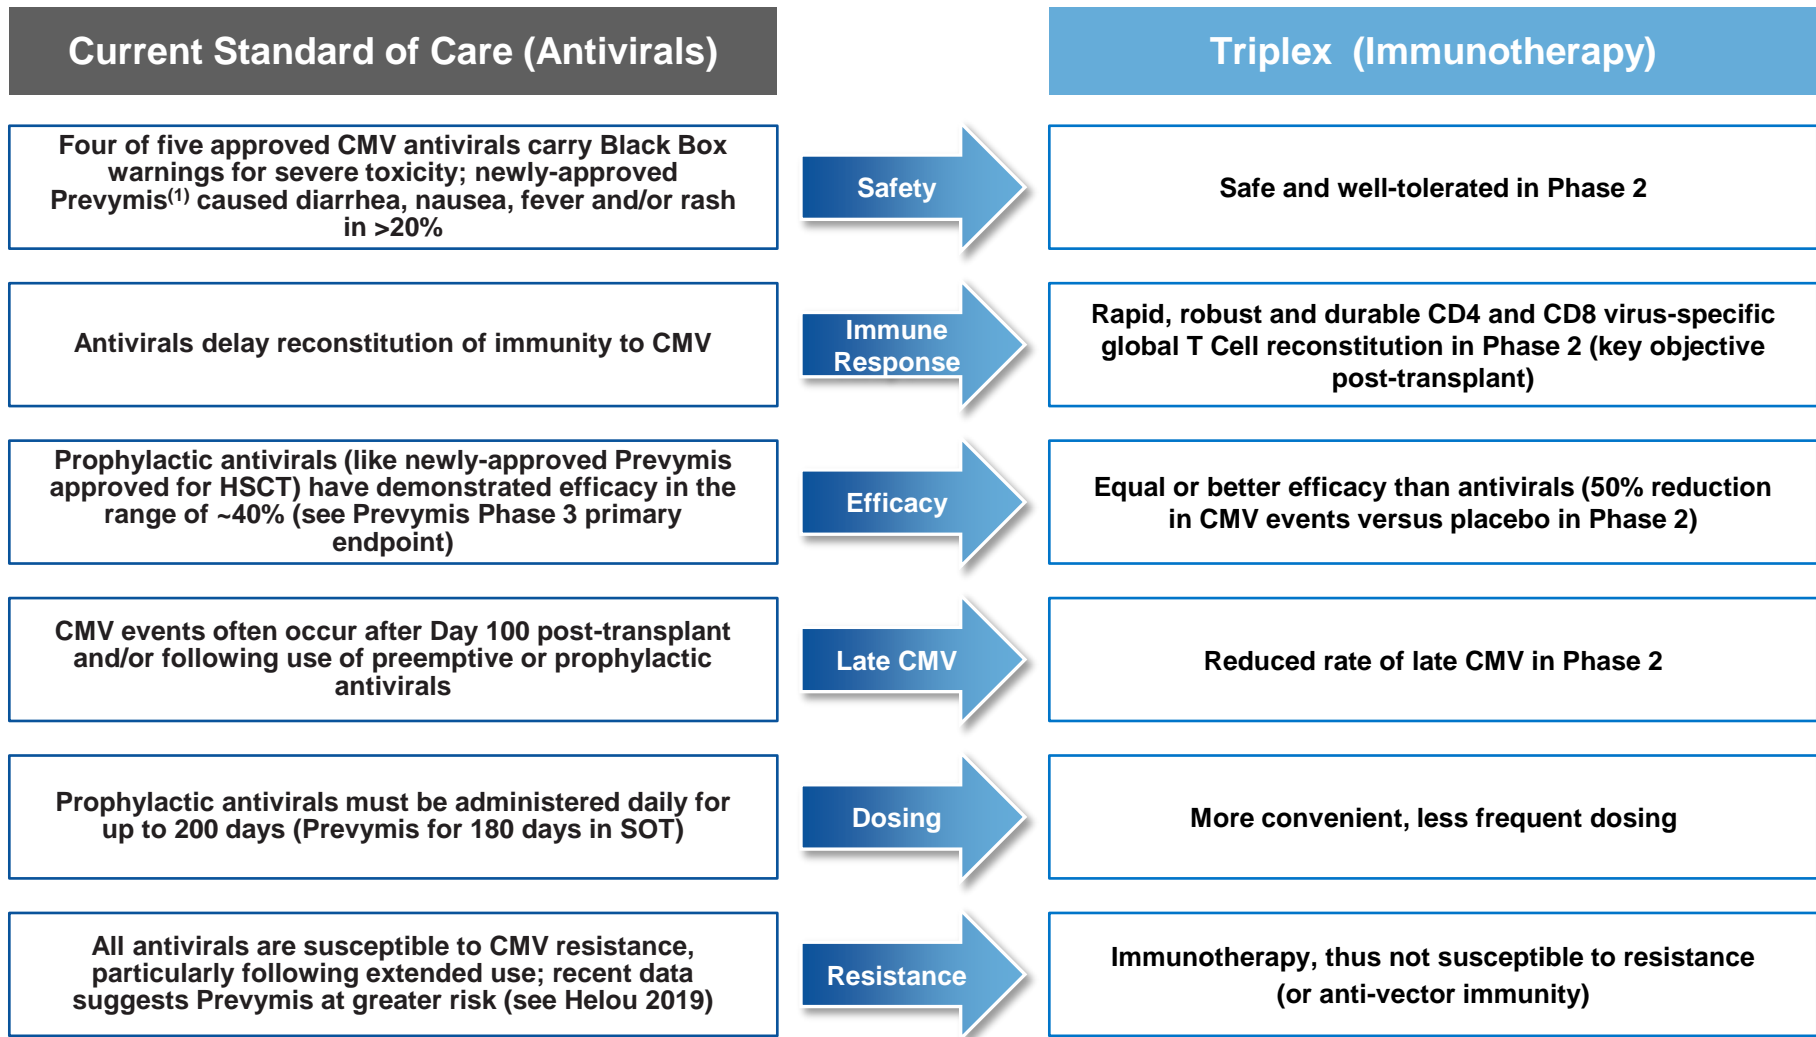 Current Standard of Care (Antivirals)
Triplex  (Immunotherapy)
Four of five approved CMV antivirals carry Black Box
warnings for severe toxicity; newly-approved
Prevymis(1) caused diarrhea, nausea, fever and/or rash
in >20%
Safety
Safe and well-tolerated in Phase 2
Antivirals delay reconstitution of immunity to CMV
Immune
Response
Rapid, robust and durable CD4 and CD8 virus-specific
global T Cell reconstitution in Phase 2 (key objective
post-transplant)
Prophylactic antivirals (like newly-approved Prevymis
approved for HSCT) have demonstrated efficacy in the
range of ~40% (see Prevymis Phase 3 primary
endpoint)
Efficacy
Equal or better efficacy than antivirals (50% reduction
in CMV events versus placebo in Phase 2)
CMV events often occur after Day 100 post-transplant
and/or following use of preemptive or prophylactic
antivirals
Late CMV
Reduced rate of late CMV in Phase 2
Prophylactic antivirals must be administered daily for
up to 200 days (Prevymis for 180 days in SOT)
Dosing
More convenient, less frequent dosing
All antivirals are susceptible to CMV resistance,
particularly following extended use; recent data
suggests Prevymis at greater risk (see Helou 2019)
Resistance
Immunotherapy, thus not susceptible to resistance
(or anti-vector immunity)